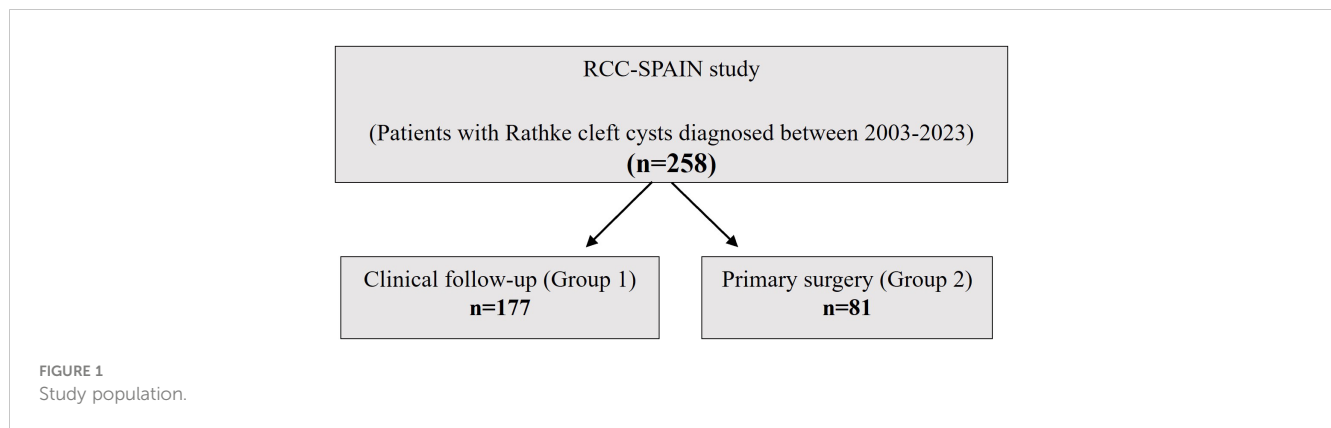 RCC-SPAIN study
(Patients with Rathke cleft cysts diagnosed between 2003-2023)
(n=258)
Clinical follow-up (Group 1)
n=177
Primary surgery (Group 2)
n=81
FIGURE 1
Study population.